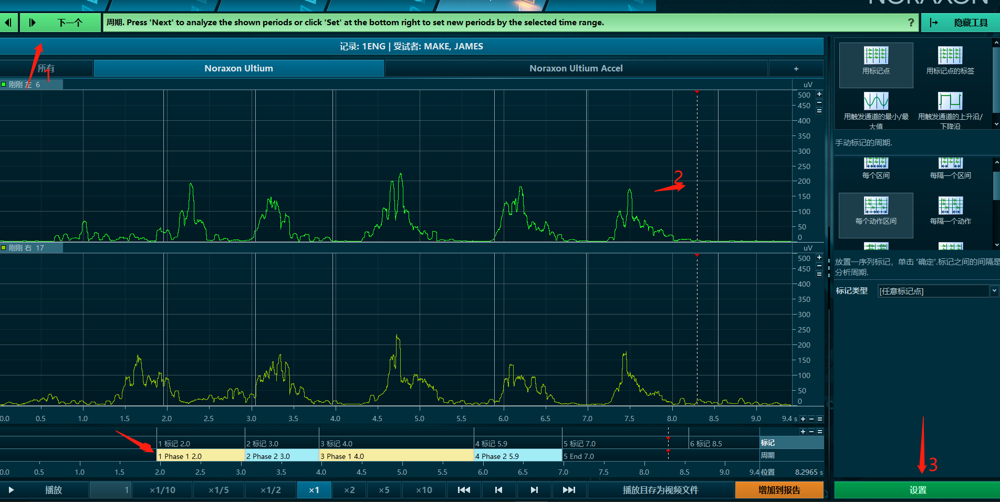 NORAXON
下一个
周期. Press 'Next' to analyze the shown periods or click 'Set' at the bottom right to set new periods by the selected time range.
?
隐藏工具
记录: 1ENG | 受试者: MAKE, JAMES
所有
Noraxon Ultium
Noraxon Ultium Accel
+
1
刚刚 左 6
uV
500
450
400
350
300
250
200
150
100
50
0
2
刚刚 右 17
uV
500
450
400
350
300
250
200
150
100
50
0
0.0 0.5 1.0 1.5 2.0 2.5 3.0 3.5 4.0 4.5 5.0 5.5 6.0 6.5 7.0 7.5 8.0 8.5 9.0 9.4 s
1 标记 2.0
2 标记 3.0
3 标记 4.0
4 标记 5.9
5 标记 7.0
6 标记 8.5
标记
1 Phase 1 2.0
2 Phase 2 3.0
3 Phase 1 4.0
4 Phase 2 5.9
5 End 7.0
周期
0.0 0.5 1.0 1.5 2.0 2.5 3.0 3.5 4.0 4.5 5.0 5.5 6.0 6.5 7.0 7.5 8.0 8.5 9.0 9.4
位置 8.2965 s
播放
1
×1/10
×1/5
×1/2
×1
×2
×5
×10
播放且存为视频文件
增加到报告
用标记点
用标记点的标签
用触发通道的最小/最
大值
用触发通道的上升沿/
下降沿
手动标记的周期.
每个区间
每隔一个区间
每个动作区间
每隔一个动作
放置一序列标记，单击 '确定'.标记之间的间隔是
分析周期.
标记类型
[任意标记点]
3
设置